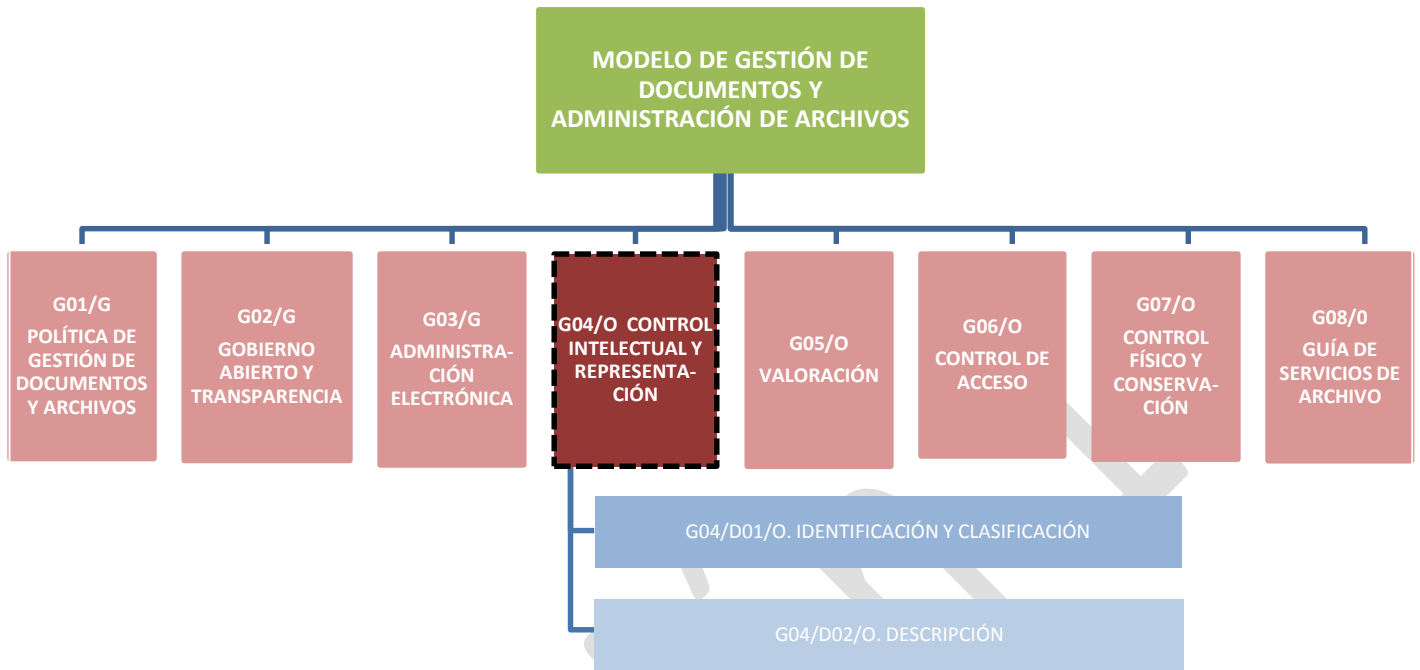 MODELO DE GESTIÓN DE
DOCUMENTOS Y
ADMINISTRACIÓN DE ARCHIVOS
G01/G
POLÍTICA DE
GESTIÓN DE
DOCUMENTOS
Y ARCHIVOS
G02/G
GOBIERNO
ABIERTO Y
TRANSPARENCIA
G03/G
ADMINISTRA-
CIÓN
ELECTRÓNICA
G04/O CONTROL
INTELECTUAL Y
REPRESENTA-
CIÓN
G05/O
VALORACIÓN
G06/O
CONTROL DE
ACCESO
G07/O
CONTROL
FÍSICO Y
CONSERVA-
CIÓN
G08/0
GUÍA DE
SERVICIOS DE
ARCHIVO
G04/D01/O. IDENTIFICACIÓN Y CLASIFICACIÓN
G04/D02/O. DESCRIPCIÓN